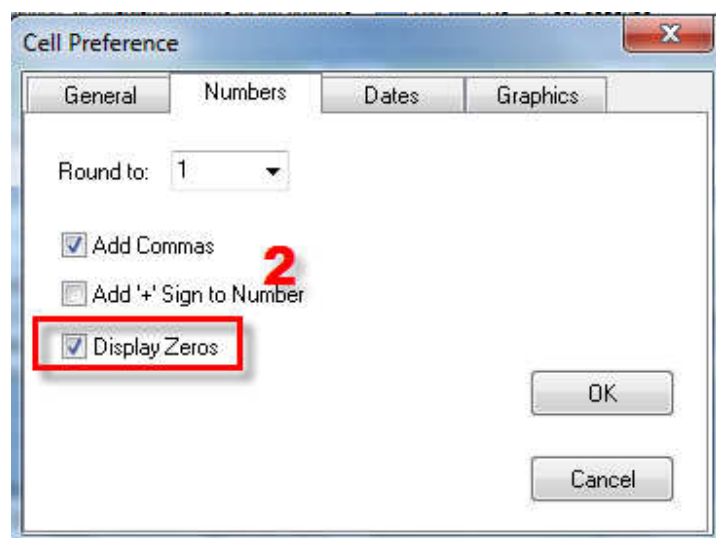 Cell Preference
General Numbers Dates Graphics
Round to: 1
Add Commas
2
Add '+' Sign to Number
Display Zeros
OK
Cancel